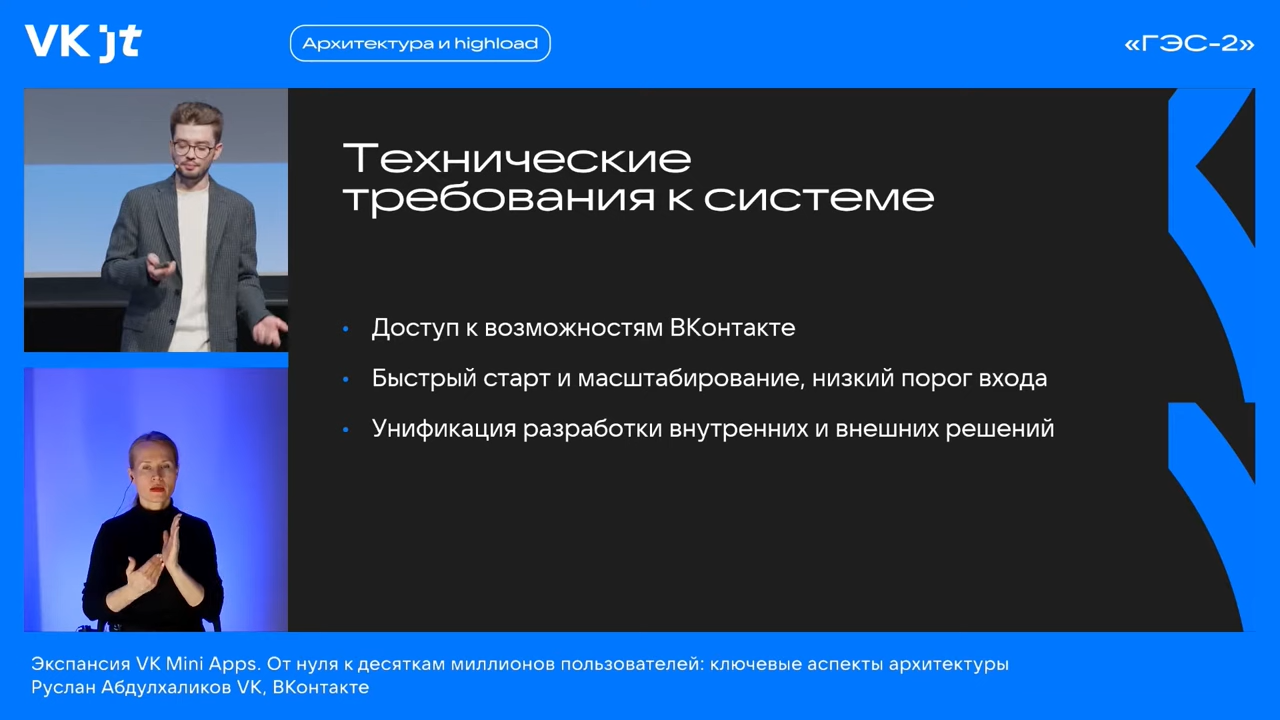 VK jt
Архитектура и highload
«ГЭС-2»
Технические
требования к системе
• Доступ к возможностям ВКонтакте
• Быстрый старт и масштабирование, низкий порог входа
• Унификация разработки внутренних и внешних решений
Экспансия VK Mini Apps. От нуля к десяткам миллионов пользователей: ключевые аспекты архитектуры
Руслан Абдулхаликов VK, ВКонтакте